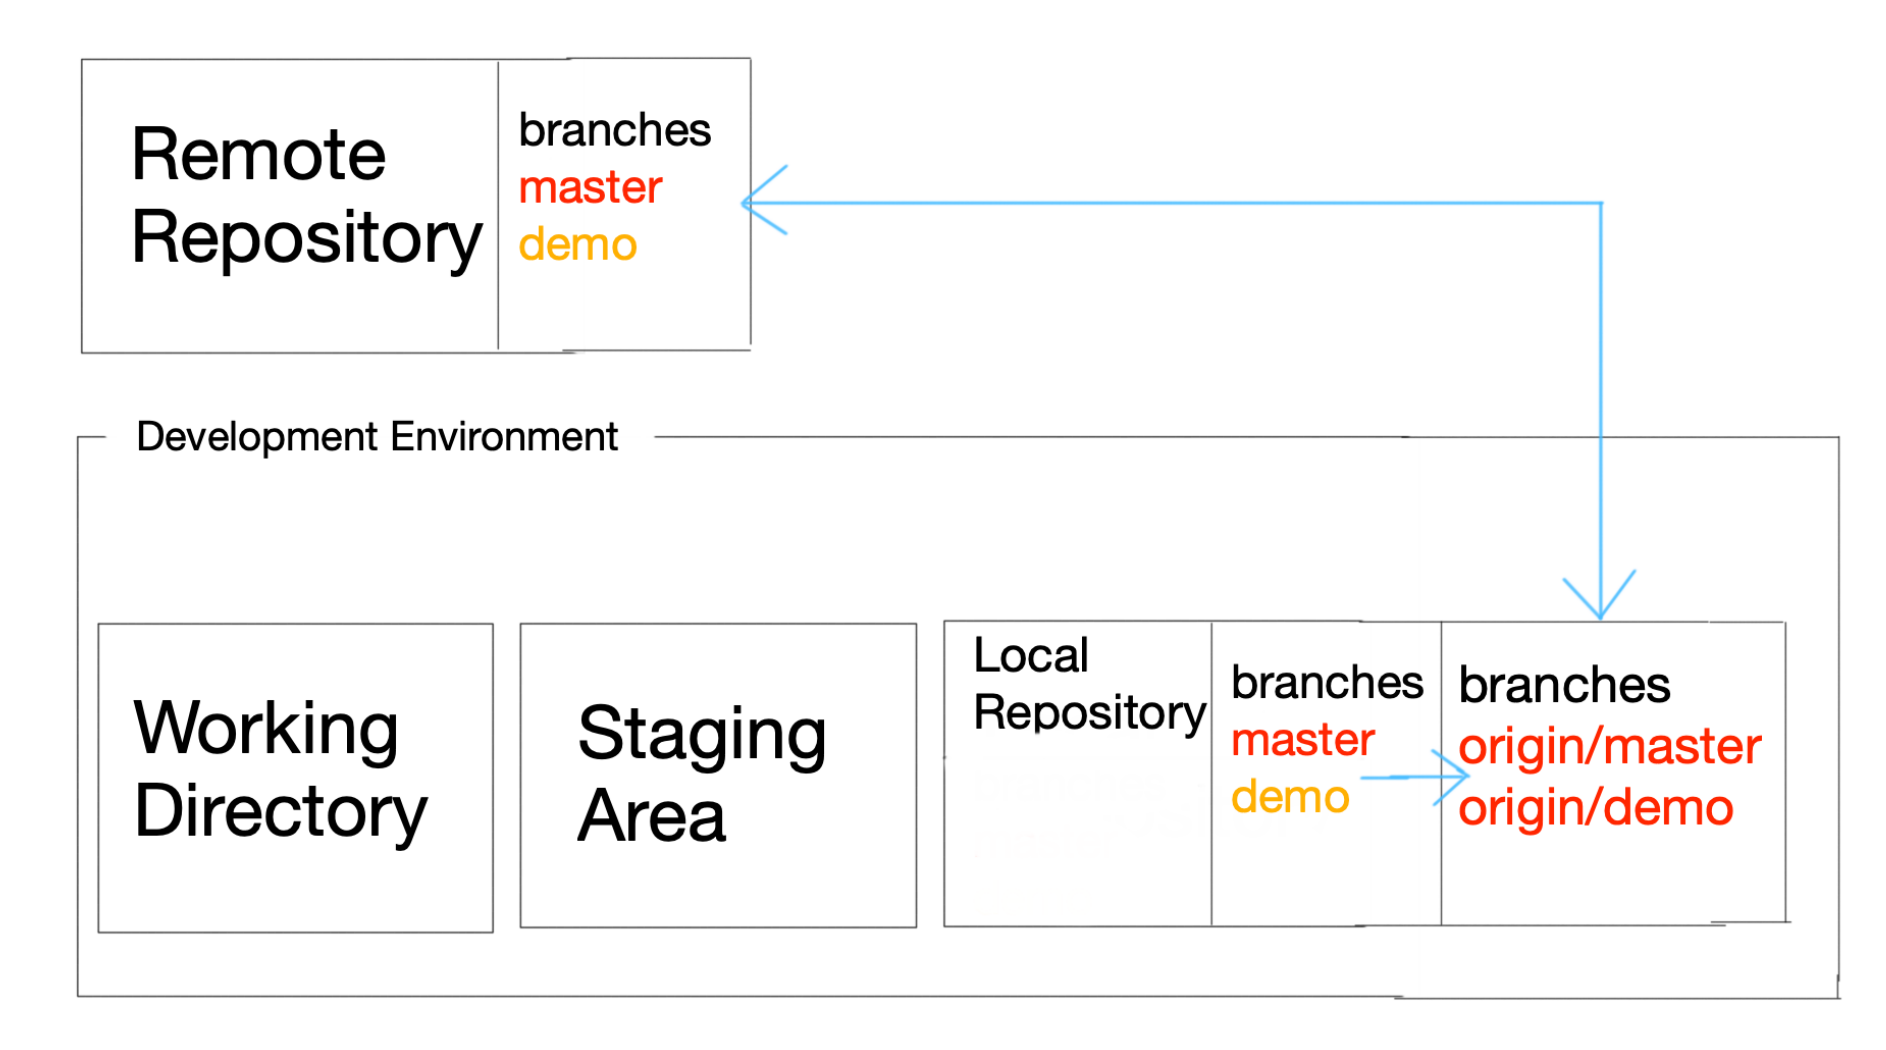 Remote
Repository
branches
master
demo
Development Environment
Working
Directory
Staging
Area
Local
Repository
branches
master
demo
branches
origin/master
origin/demo